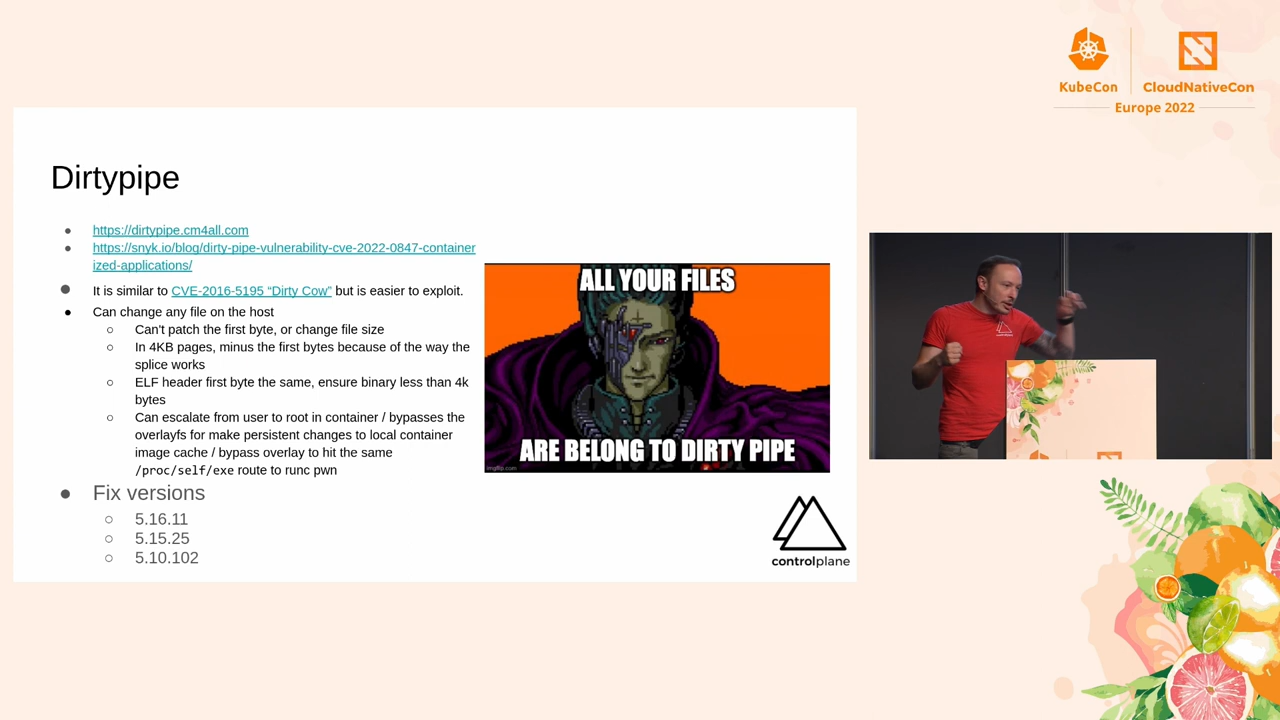 KubeCon
CloudNativeCon
Europe 2022
Dirtypipe
https://dirtypipe.cm4all.com
https://snyk.io/blog/dirty-pipe-vulnerability-cve-2022-0847-container
ized-applications/
It is similar to CVE-2016-5195 “Dirty Cow” but is easier to exploit.
Can change any file on the host
Can't patch the first byte, or change file size
In 4KB pages, minus the first bytes because of the way the
splice works
ELF header first byte the same, ensure binary less than 4k
bytes
Can escalate from user to root in container / bypasses the
overlayfs for make persistent changes to local container
image cache / bypass overlay to hit the same
/proc/self/exe route to runc pwn
Fix versions
5.16.11
5.15.25
5.10.102
ALL YOUR FILES
ARE BELONG TO DIRTY PIPE
imgflip.com
controlplane